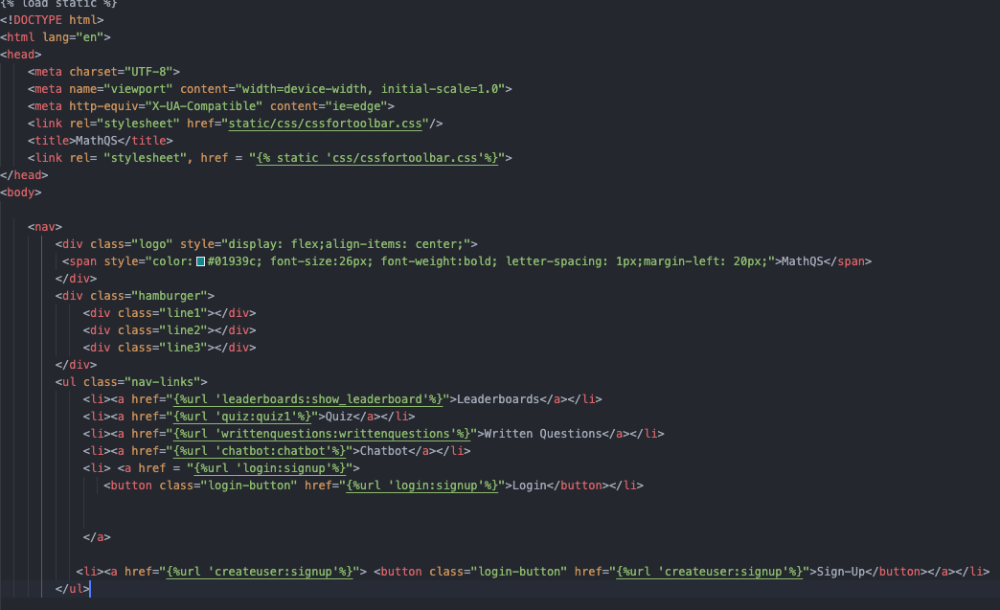 {% load static %}
<!DOCTYPE html>
<html lang="en">
<head>
<meta charset="UTF-8">
<meta name="viewport" content="width=device-width, initial-scale=1.0">
<meta http-equiv="X-UA-Compatible" content="ie=edge">
<link rel="stylesheet" href="static/css/cssfortoolbar.css"/>
<title>MathQS</title>
<link rel= "stylesheet", href = "{% static 'css/cssfortoolbar.css'%}">
</head>
<body>
<nav>
<div class="logo" style="display: flex;align-items: center;">
<span style="color:#01939c; font-size:26px; font-weight:bold; letter-spacing: 1px;margin-left: 20px;">MathQS</span>
</div>
<div class="hamburger">
<div class="line1"></div>
<div class="line2"></div>
<div class="line3"></div>
</div>
<ul class="nav-links">
<li><a href="{%url 'leaderboards:show_leaderboard'%}">Leaderboards</a></li>
<li><a href="{%url 'quiz:quiz1'%}">Quiz</a></li>
<li><a href="{%url 'writtenquestions:writtenquestions'%}">Written Questions</a></li>
<li><a href="{%url 'chatbot:chatbot'%}">Chatbot</a></li>
<li> <a href = "{%url 'login:signup'%}">
<button class="login-button" href="{%url 'login:signup'%}">Login</button></li>
</a>
<li><a href="{%url 'createuser:signup'%}"> <button class="login-button" href="{%url 'createuser:signup'%}">Sign-Up</button></a></li>
</ul>